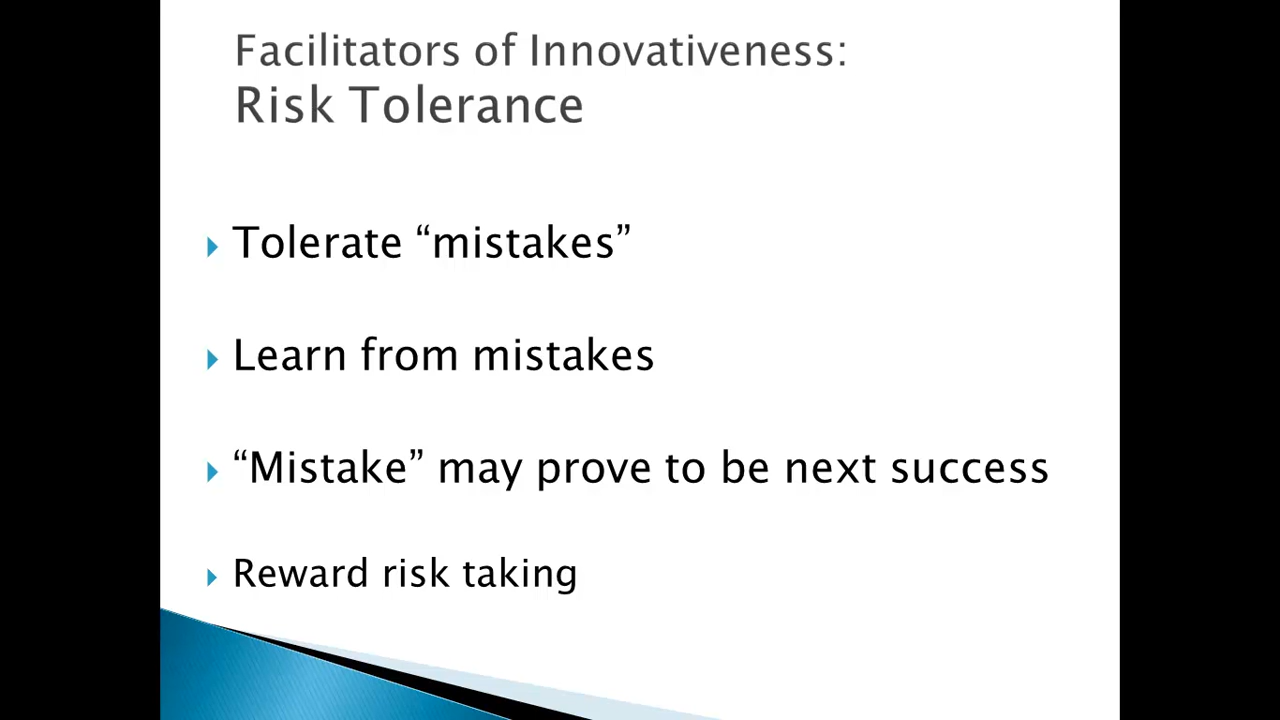 Facilitators of Innovativeness:
Risk Tolerance
Tolerate “mistakes”
Learn from mistakes
“Mistake” may prove to be next success
Reward risk taking